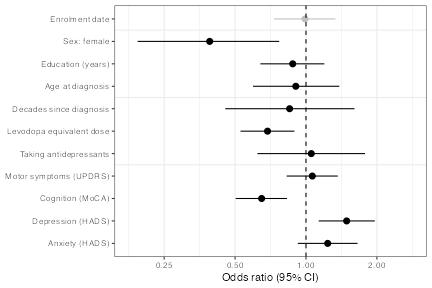 Enrolment date
Sex: female
Education (years)
Age at diagnosis
Decades since diagnosis
Levodopa equivalent dose
Taking antidepressants
Motor symptoms (UPDRS)
Cognition (MoCA)
Depression (HADS)
Anxiety (HADS)
0.25 0.50 1.00 2.00
Odds ratio (95% CI)